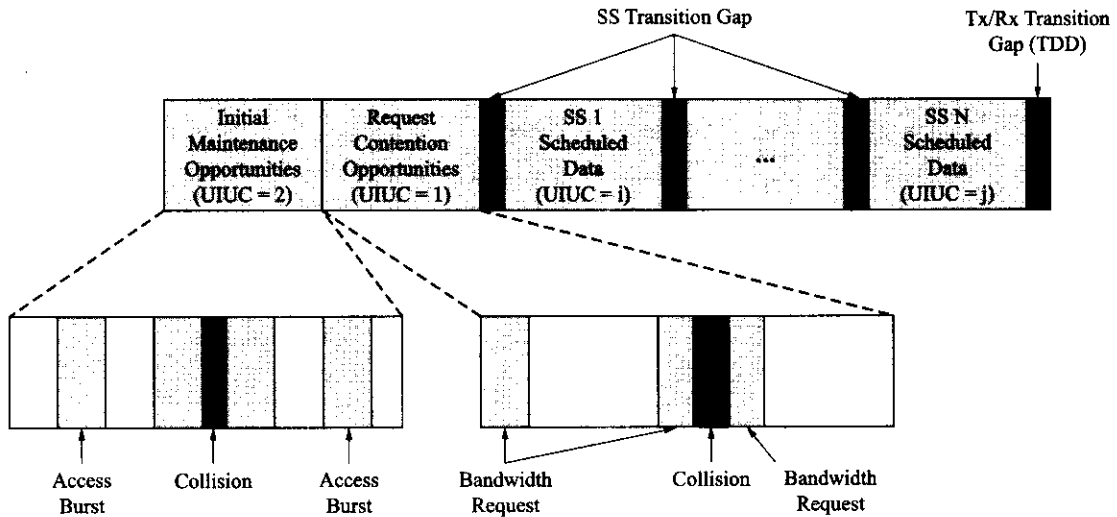 SS Transition Gap
Tx/Rx Transition
Gap (TDD)
Initial
Maintenance
Opportunities
(UIUC = 2)
Request
Contention
Opportunities
(UIUC = 1)
SS 1
Scheduled
Data
(UIUC = i)
...
SS N
Scheduled
Data
(UIUC = j)
Access
Burst
Collision
Access
Burst
Bandwidth
Request
Collision
Bandwidth
Request